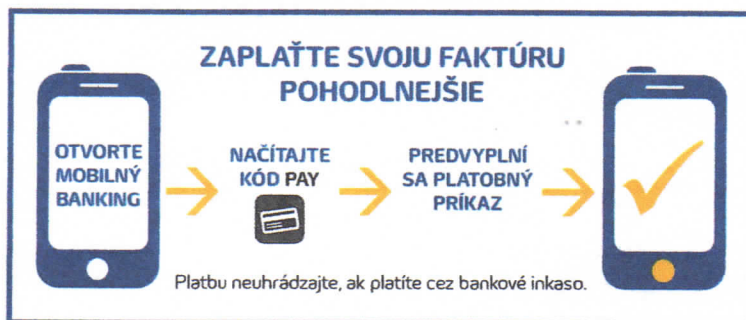 ZAPLAŤTE SVOJU FAKTÚRU
POHODLNEJŠIE
OTVORTE
MOBILNÝ
BANKING
NAČÍTAJTE
KÓD PAY
PREDVYPLNÍ
SA PLATOBNÝ
PRÍKAZ
Platbu neuhrádzajte, ak platíte cez bankové inkaso.